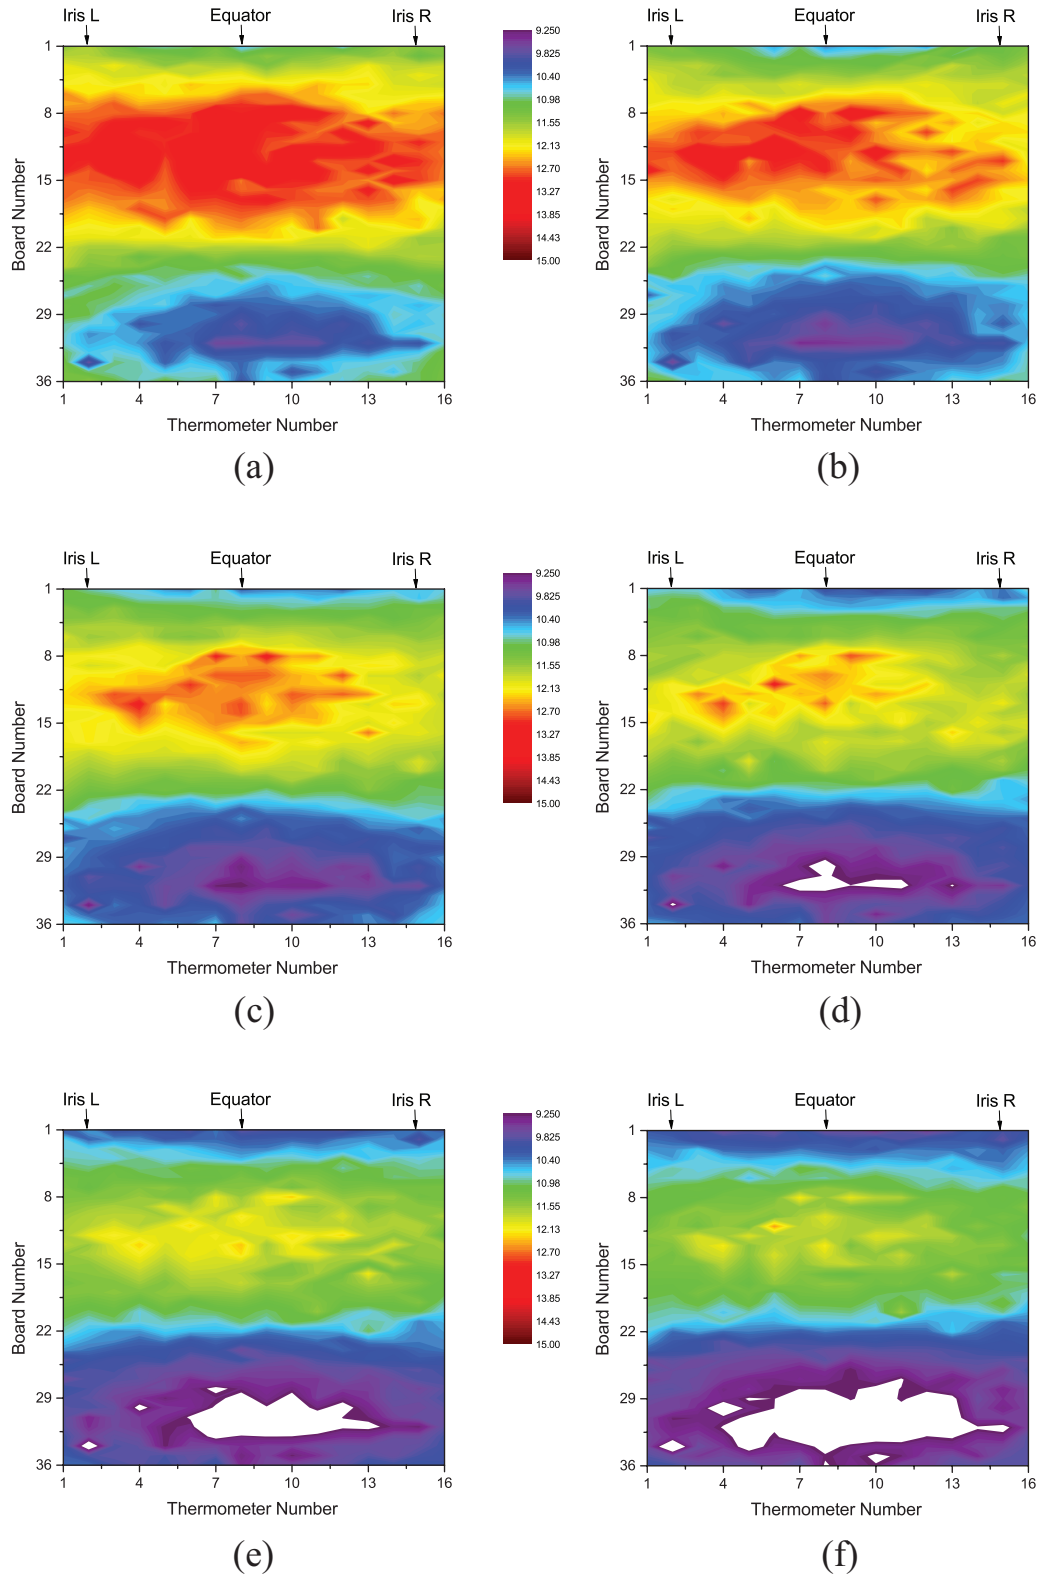 Iris L Equator Iris R
Iris L Equator Iris R
1
8
15
22
29
36
Board Number
1 4 7 10 13 16
Thermometer Number
(a)
9.250
9.825
10.40
10.98
11.55
12.13
12.70
13.27
13.85
14.43
15.00
1
8
15
22
29
36
Board Number
1 4 7 10 13 16
Thermometer Number
(b)
Iris L Equator Iris R
Iris L Equator Iris R
1
8
15
22
29
36
Board Number
1 4 7 10 13 16
Thermometer Number
(c)
9.250
9.825
10.40
10.98
11.55
12.13
12.70
13.27
13.85
14.43
15.00
1
8
15
22
29
36
Board Number
1 4 7 10 13 16
Thermometer Number
(d)
Iris L Equator Iris R
Iris L Equator Iris R
1
8
15
22
29
36
Board Number
1 4 7 10 13 16
Thermometer Number
(e)
9.250
9.825
10.40
10.98
11.55
12.13
12.70
13.27
13.85
14.43
15.00
1
8
15
22
29
36
Board Number
1 4 7 10 13 16
Thermometer Number
(f)